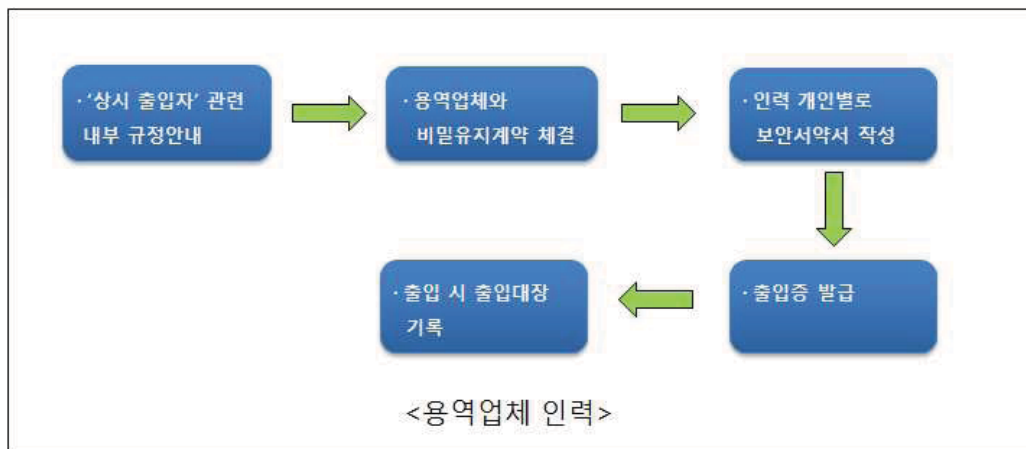 · ‘상시 출입자’ 관련
내부 규정안내
· 용역업체와
비밀유지계약 체결
· 인력 개인별로
보안서약서 작성
· 출입증 발급
· 출입 시 출입대장
기록
<용역업체 인력>